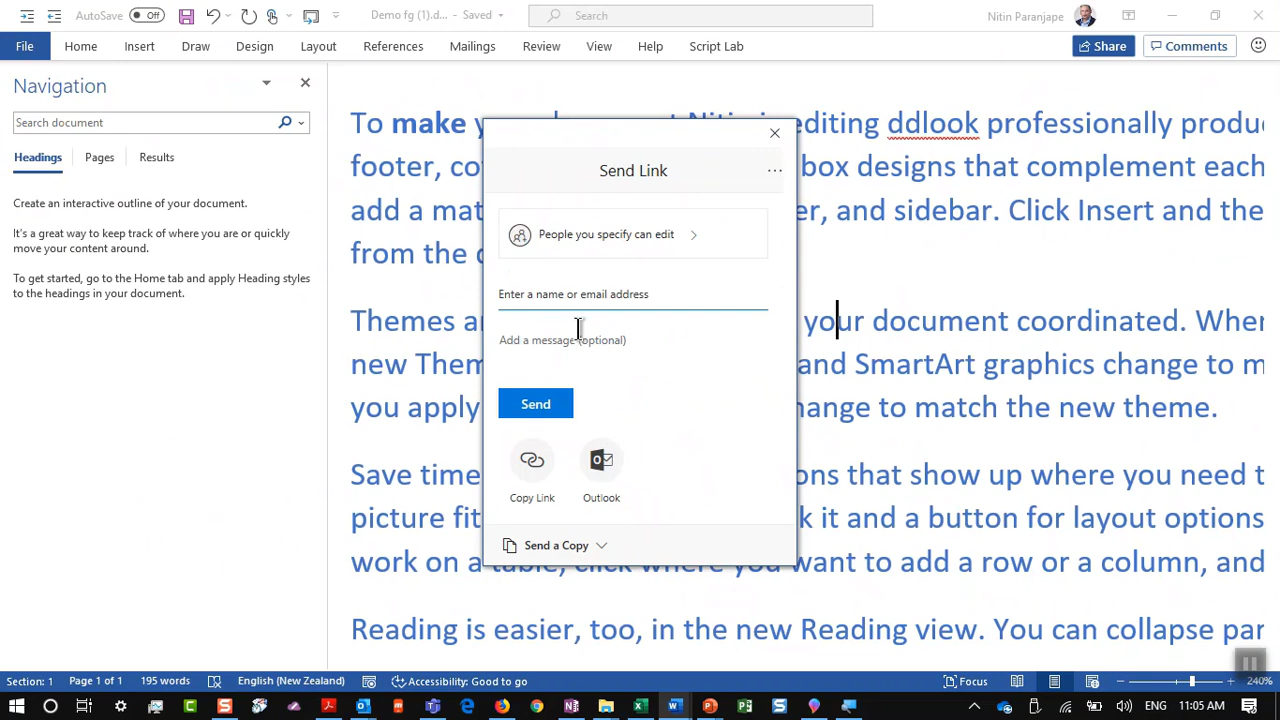 AutoSave Off Demo fg (1).d... - Saved Search Nitin Paranjape
File Home Insert Draw Design Layout References Mailings Review View Help Script Lab Share Comments
Navigation
Search document
Headings Pages Results
Create an interactive outline of your document.
It's a great way to keep track of where you are or quickly
move your content around.
To get started, go to the Home tab and apply Heading styles
to the headings in your document.
To make editing ddlook professionally produ
footer, co box designs that complement each
add a mat er, and sidebar. Click Insert and the
from the d
Themes a your document coordinated. When
new Them and SmartArt graphics change to m
you apply hange to match the new theme.
Save time ons that show up where you need t
picture fit k it and a button for layout options
work on a table, click where you want to add a row or a column, and
Reading is easier, too, in the new Reading view. You can collapse par
Send Link
People you specify can edit
Enter a name or email address
Add a message (optional)
Send
Copy Link Outlook
Send a Copy
Section: 1 Page 1 of 1 195 words English (New Zealand) Accessibility: Good to go Focus 240%
ENG 11:05 AM